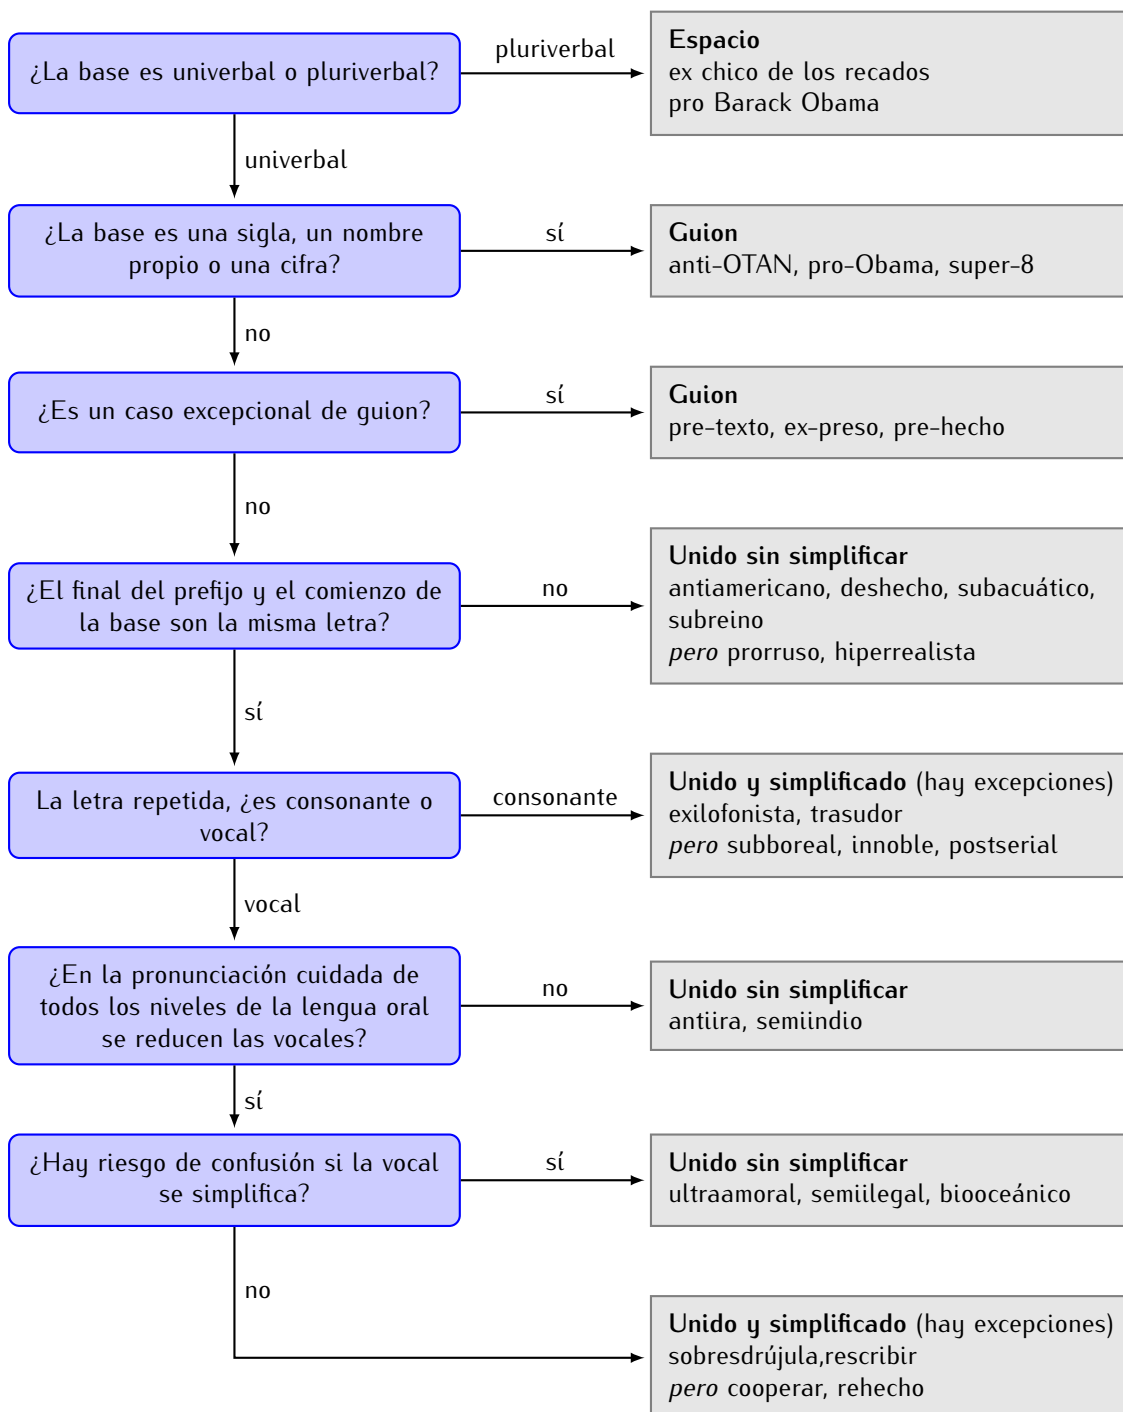 ¿La base es univerbal o pluriverbal?
pluriverbal
Espacio
ex chico de los recados
pro Barack Obama
univerbal
¿La base es una sigla, un nombre
propio o una cifra?
sí
Guion
anti-OTAN, pro-Obama, super-8
no
¿Es un caso excepcional de guion?
sí
Guion
pre-texto, ex-preso, pre-hecho
no
¿El final del prefijo y el comienzo de
la base son la misma letra?
no
Unido sin simplificar
antiamericano, deshecho, subacuático,
subreino
pero prorruso, hiperrealista
sí
La letra repetida, ¿es consonante o
vocal?
consonante
Unido y simplificado (hay excepciones)
exilofonista, trasudor
pero subboreal, innoble, postserial
vocal
¿En la pronunciación cuidada de
todos los niveles de la lengua oral
se reducen las vocales?
no
Unido sin simplificar
antiira, semiindio
sí
¿Hay riesgo de confusión si la vocal
se simplifica?
sí
Unido sin simplificar
ultraamoral, semiilegal, biooceánico
no
Unido y simplificado (hay excepciones)
sobresdrújula,rescribir
pero cooperar, rehecho